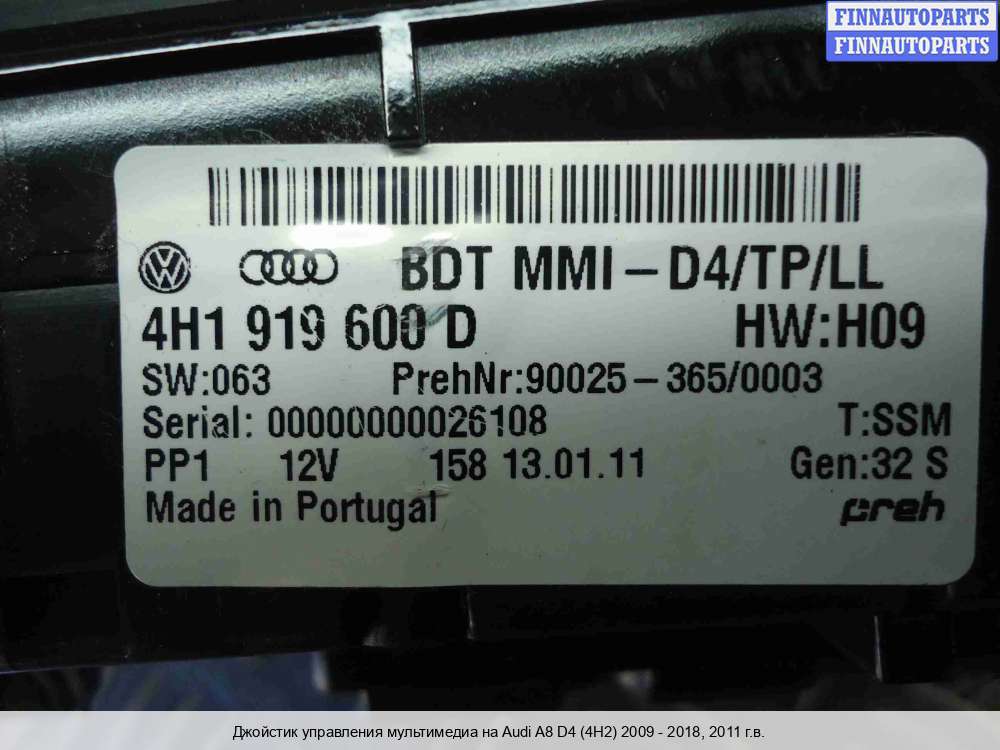 FINNAUTOPARTS
FINNAUTOPARTS
BDT MMI – D4/TP/LL
4H1 919 600 D HW:H09
SW:063 PrehNr:90025 – 365/0003
Serial: 00000000026108 T:SSM
PP1 12V 158 13.01.11 Gen:32 S
Made in Portugal preh
Джойстик управления мультимедиа на Audi A8 D4 (4H2) 2009 - 2018, 2011 г.в.